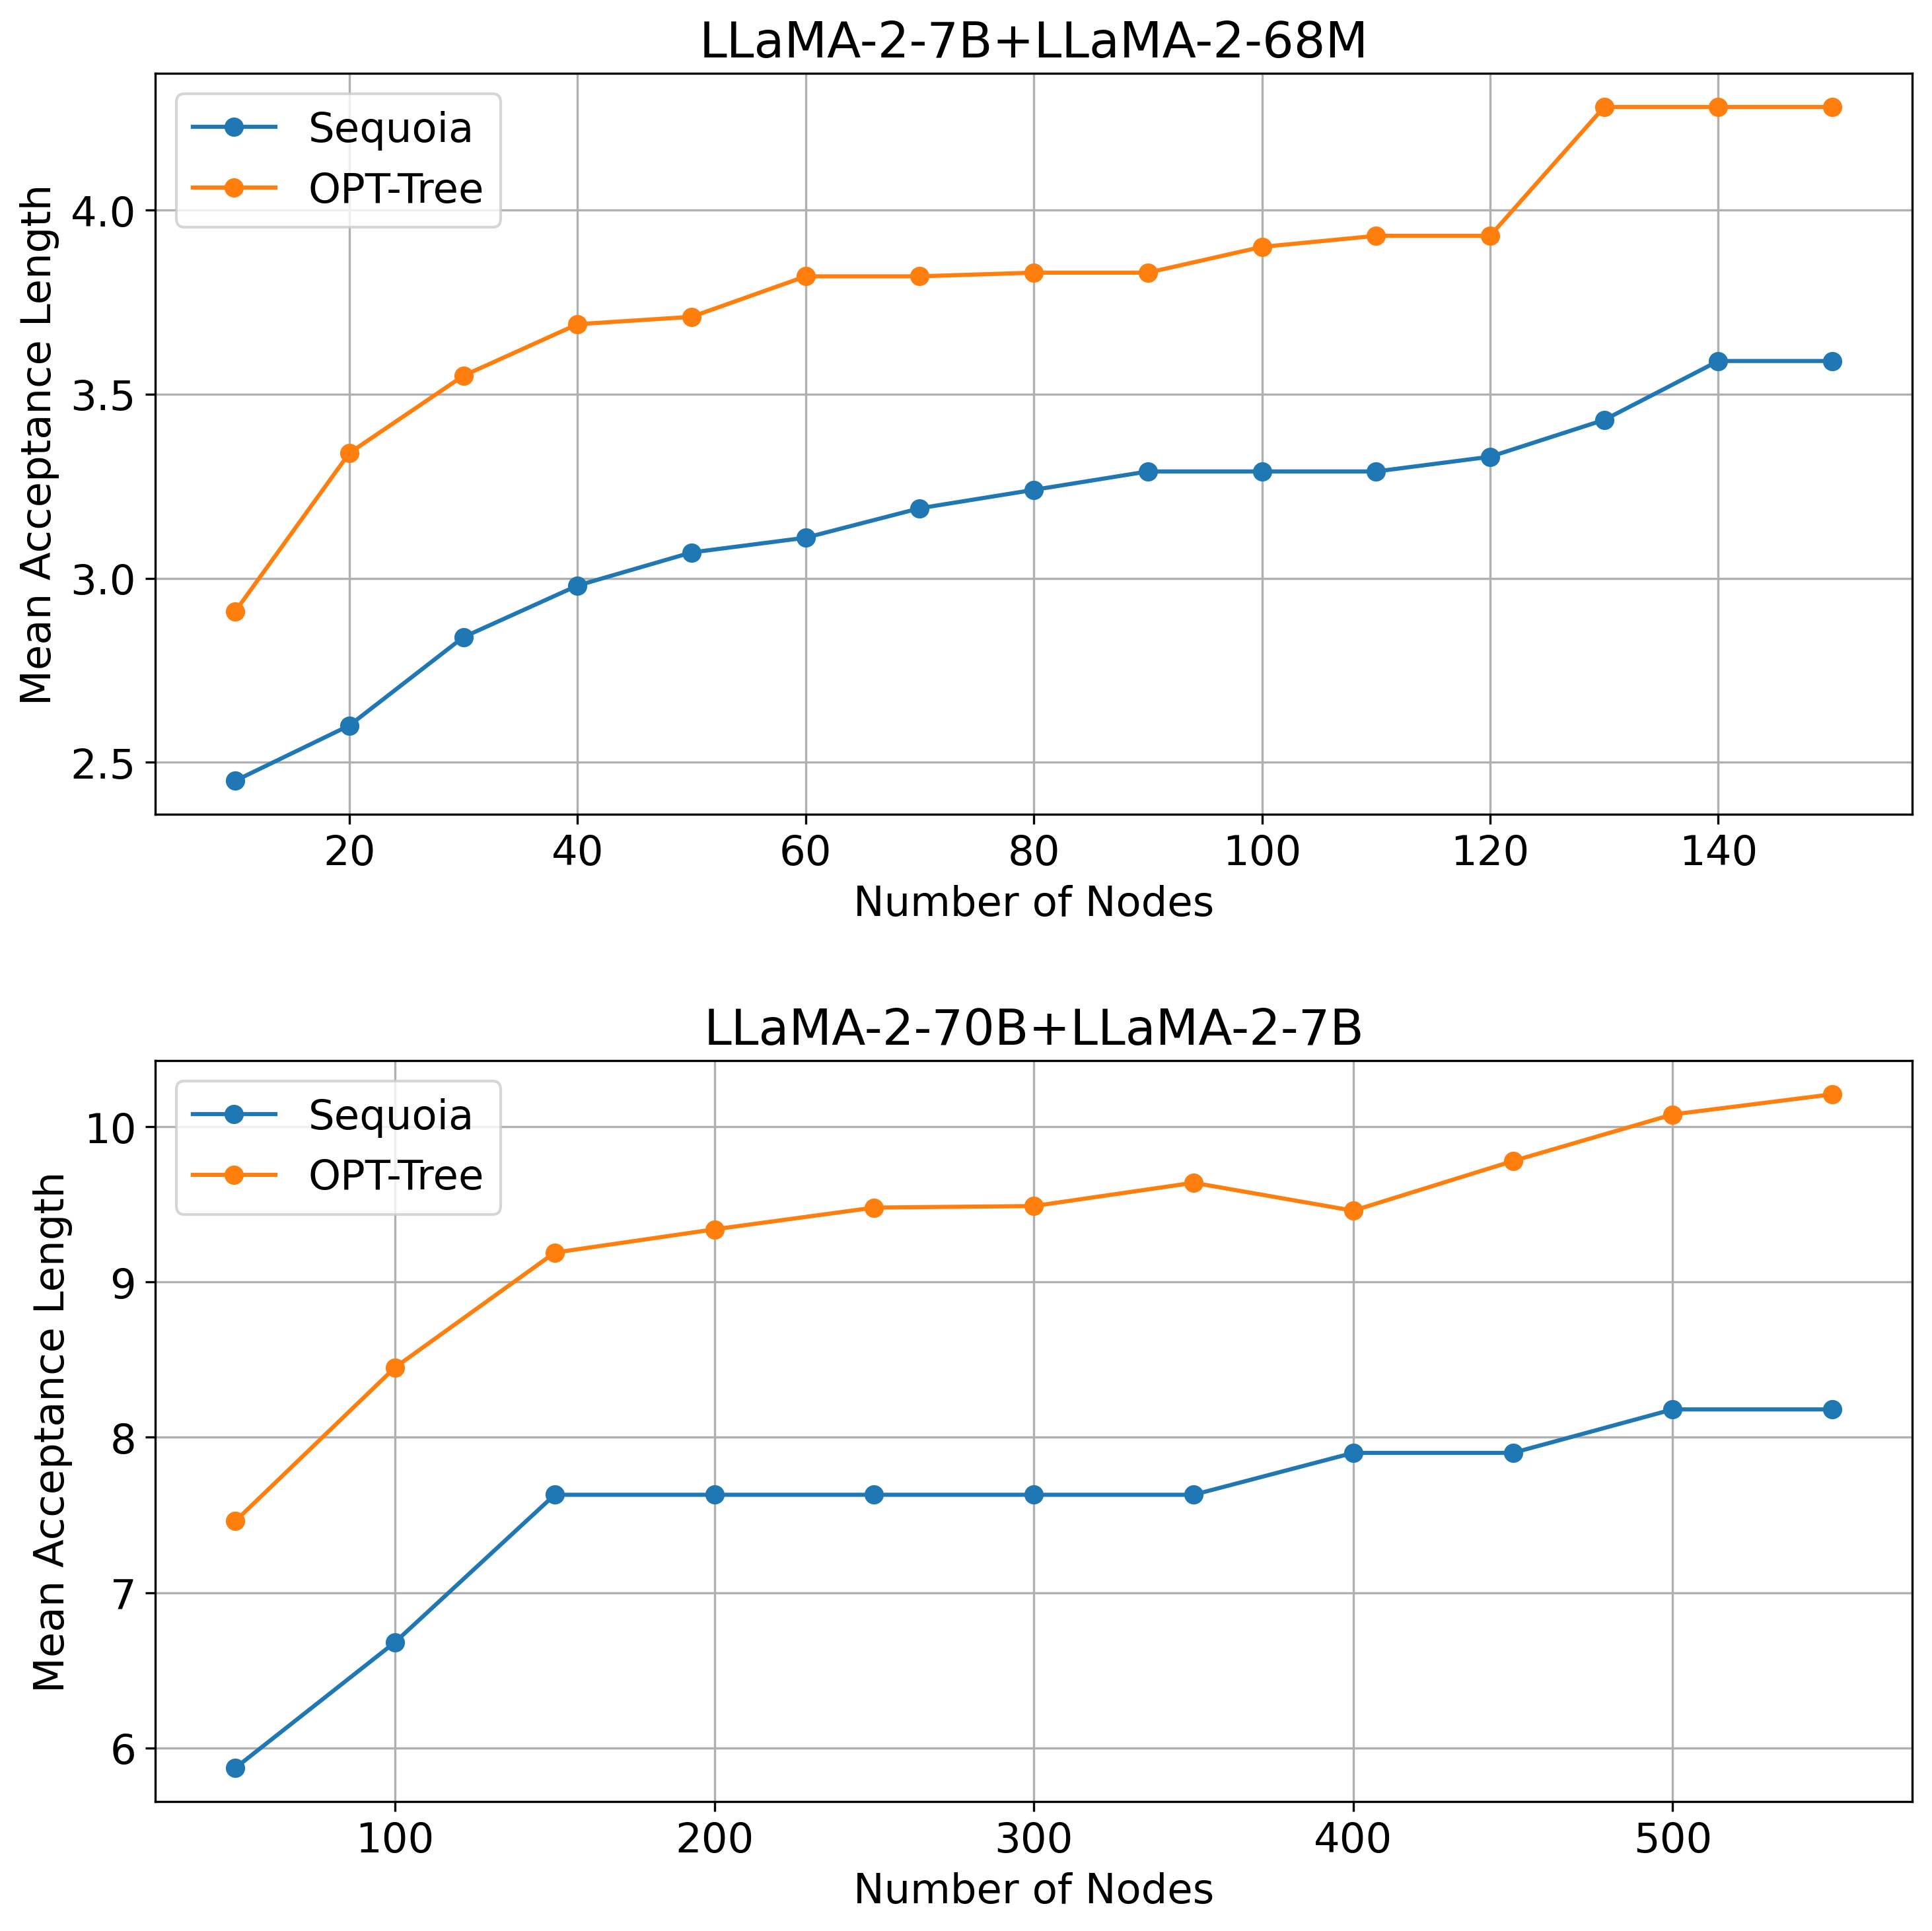 LLaMA-2-7B+LLaMA-2-68M
Sequoia
OPT-Tree
Mean Acceptance Length
4.0
3.5
3.0
2.5
20 40 60 80 100 120 140
Number of Nodes
LLaMA-2-70B+LLaMA-2-7B
Sequoia
OPT-Tree
Mean Acceptance Length
10
9
8
7
6
100 200 300 400 500
Number of Nodes